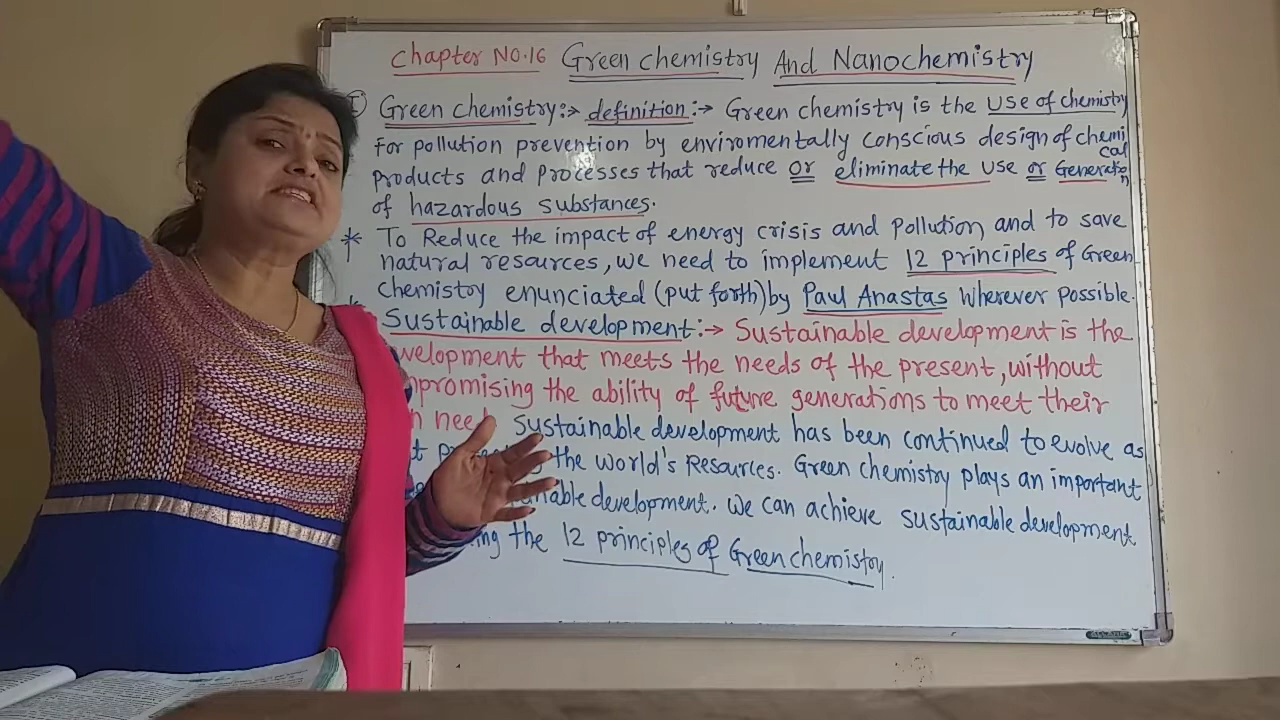 Chapter No.16 Green chemistry And Nanochemistry
I) Green chemistry:-> definition:-> Green chemistry is the use of chemistry
for pollution prevention by enviromentally conscious design of chemical
products and processes that reduce or eliminate the use or Generation
of hazardous substances.
* To Reduce the impact of energy crisis and pollution and to save
natural resources, we need to implement 12 principles of Green
chemistry enunciated (put forth) by Paul Anastas wherever possible.
* Sustainable development:-> Sustainable development is the
velopment that meets the needs of the present, without
promising the ability of future generations to meet their
n need Sustainable development has been continued to evolve as
t the world's Resources. Green chemistry plays an important
nable development. We can achieve sustainable development
ing the 12 principles of Green chemistry.